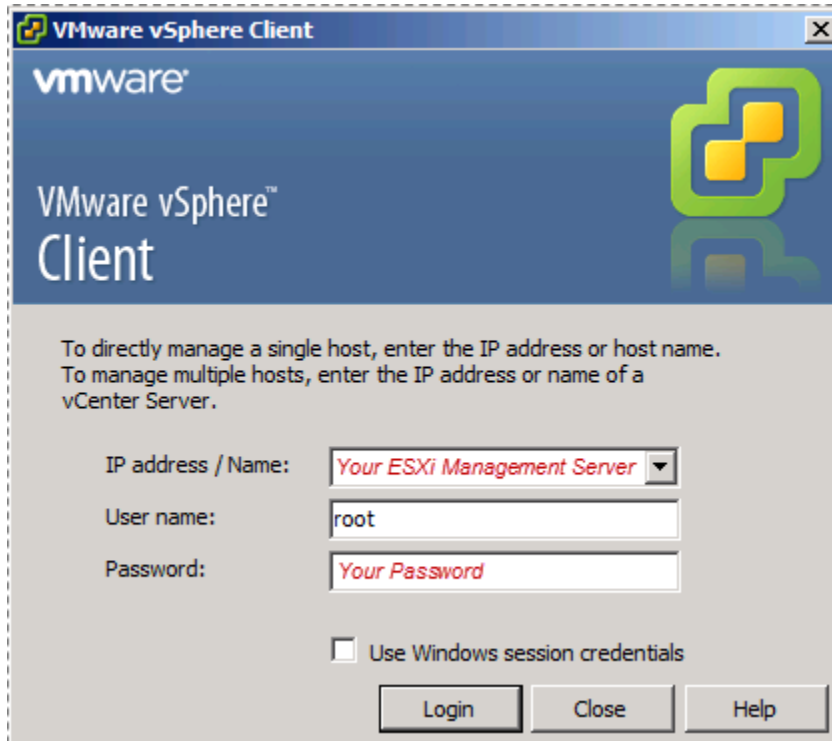 VMware vSphere Client
vmware®
VMware vSphere™
Client
To directly manage a single host, enter the IP address or host name.
To manage multiple hosts, enter the IP address or name of a
vCenter Server.
IP address / Name: Your ESXi Management Server
User name: root
Password: Your Password
Use Windows session credentials
Login Close Help